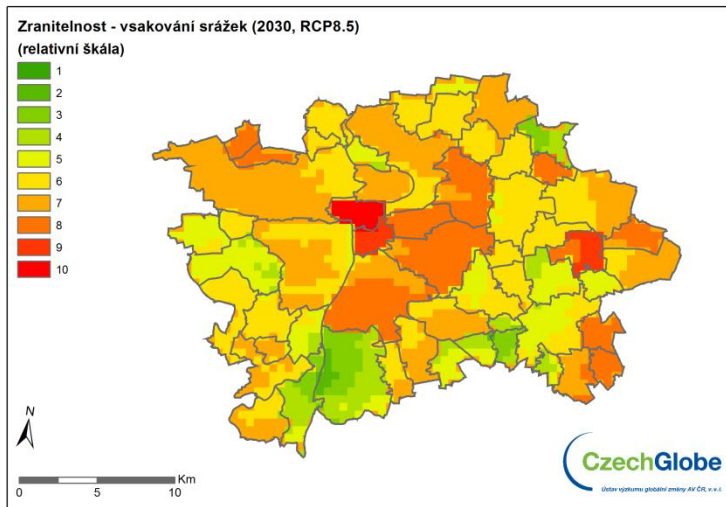 Zranitelnost - vsakování srážek (2030, RCP8.5)
(relativní škála)
1
2
3
4
5
6
7
8
9
10
N
Km
0 5 10
CzechGlobe
Ústav výzkumu globální změny AV ČR, v.v.i.